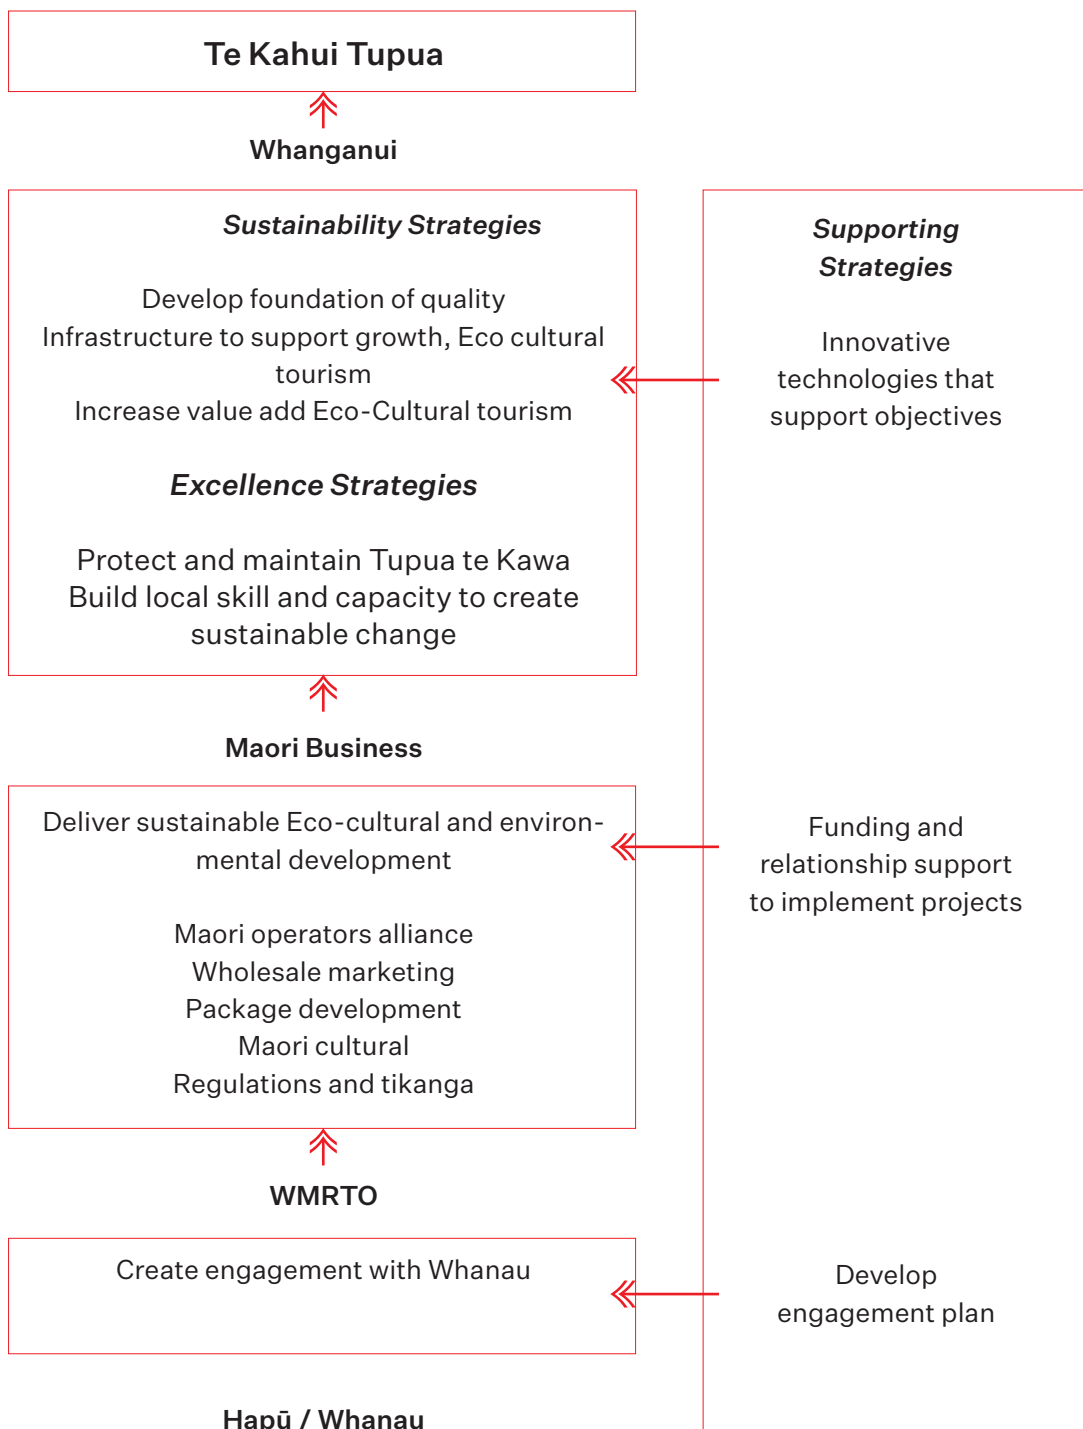 Te Kahui Tupua
Whanganui
Sustainability Strategies
Develop foundation of quality
Infrastructure to support growth, Eco cultural
tourism
Increase value add Eco-Cultural tourism
Excellence Strategies
Protect and maintain Tupua te Kawa
Build local skill and capacity to create
sustainable change
Maori Business
Deliver sustainable Eco-cultural and environ-
mental development
Maori operators alliance
Wholesale marketing
Package development
Maori cultural
Regulations and tikanga
WMRTO
Create engagement with Whanau
Hapū / Whanau
Supporting
Strategies
Innovative
technologies that
support objectives
Funding and
relationship support
to implement projects
Develop
engagement plan